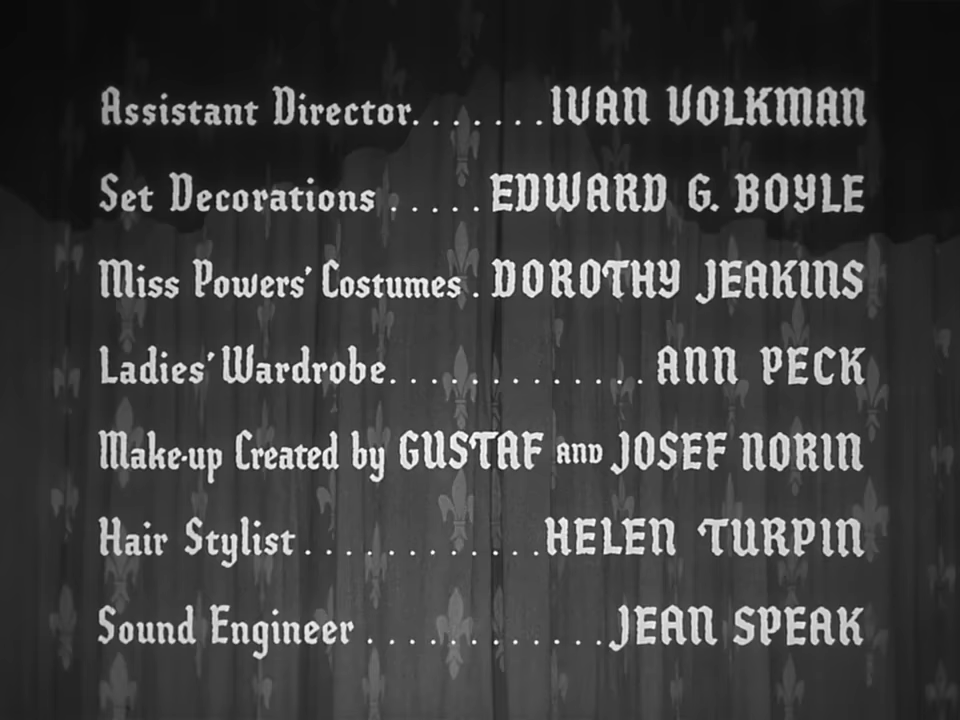 Assistant Director. . . . . . . IVAN VOLKMAN
Set Decorations . . . . . EDWARD G. BOYLE
Miss Powers' Costumes . DOROTHY JEAKINS
Ladies' Wardrobe. . . . . . . . . . . . . ANN PECK
Make-up Created by GUSTAF AND JOSEF NORIN
Hair Stylist . . . . . . . . . . . . HELEN TURPIN
Sound Engineer . . . . . . . . . . . . JEAN SPEAK